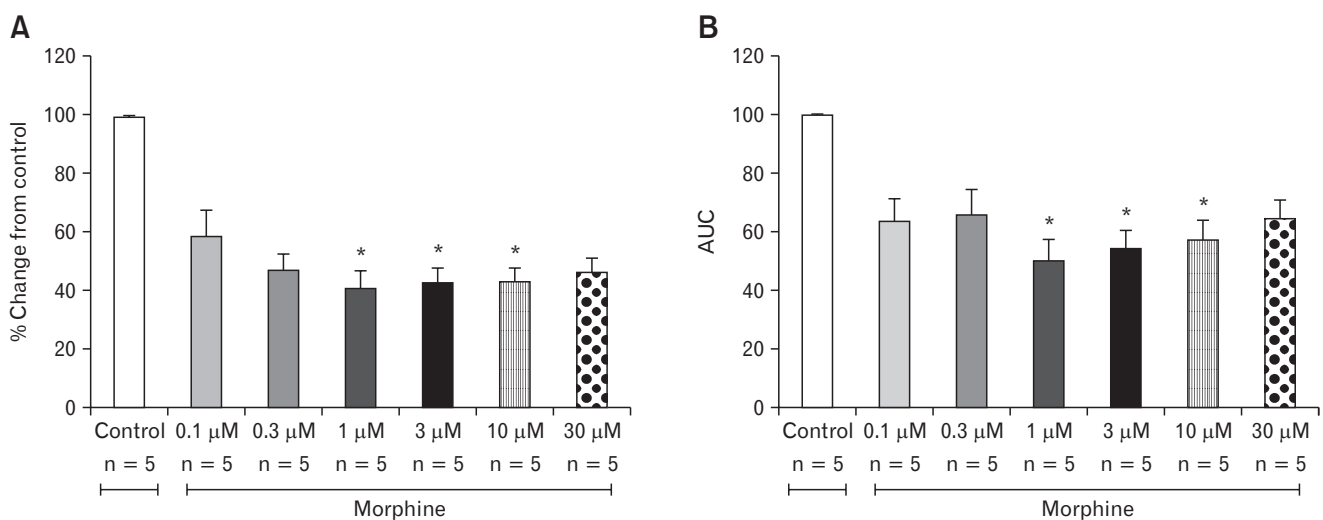 A
% Change from control
120
100
80
60
40
20
0
* * *
Control 0.1 μM 0.3 μM 1 μM 3 μM 10 μM 30 μM
n = 5 n = 5 n = 5 n = 5 n = 5 n = 5 n = 5
Morphine
B
AUC
120
100
80
60
40
20
0
* * *
Control 0.1 μM 0.3 μM 1 μM 3 μM 10 μM 30 μM
n = 5 n = 5 n = 5 n = 5 n = 5 n = 5 n = 5
Morphine